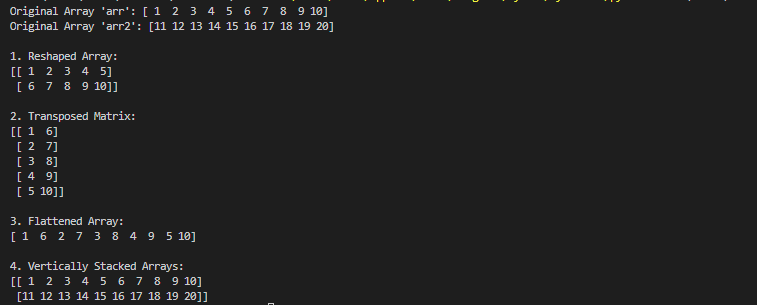 Original Array 'arr': [ 1  2  3  4  5  6  7  8  9 10]
Original Array 'arr2': [11 12 13 14 15 16 17 18 19 20]
1. Reshaped Array:
[[ 1  2  3  4  5]
 [ 6  7  8  9 10]]
2. Transposed Matrix:
[[ 1  6]
 [ 2  7]
 [ 3  8]
 [ 4  9]
 [ 5 10]]
3. Flattened Array:
[ 1  6  2  7  3  8  4  9  5 10]
4. Vertically Stacked Arrays:
[[ 1  2  3  4  5  6  7  8  9 10]
 [11 12 13 14 15 16 17 18 19 20]]